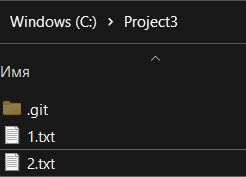 Windows (C:) > Project3
Имя
.git
1.txt
2.txt